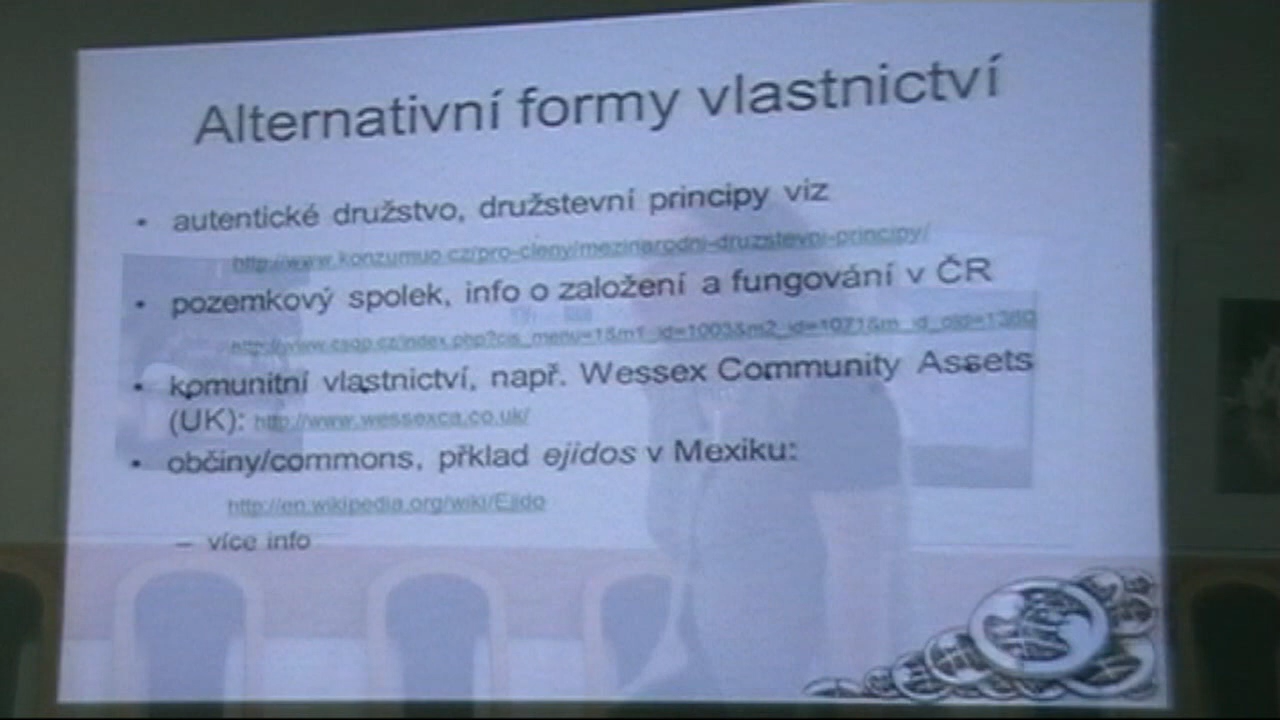 Alternativní formy vlastnictví
• autentické družstvo, družstevní principy viz
http://www.konzumuo.cz/pro-cleny/mezinarodni-druzstevni-principy/
• pozemkový spolek, info o založení a fungování v ČR
http://www.csop.cz/index.php?cis_menu=1&m1_id=1003&m2_id=1071&m_id_old=1360
• komunitní vlastnictví, např. Wessex Community Assets
(UK): http://www.wessexca.co.uk/
• občiny/commons, přklad ejidos v Mexiku:
http://en.wikipedia.org/wiki/Ejido
– více info